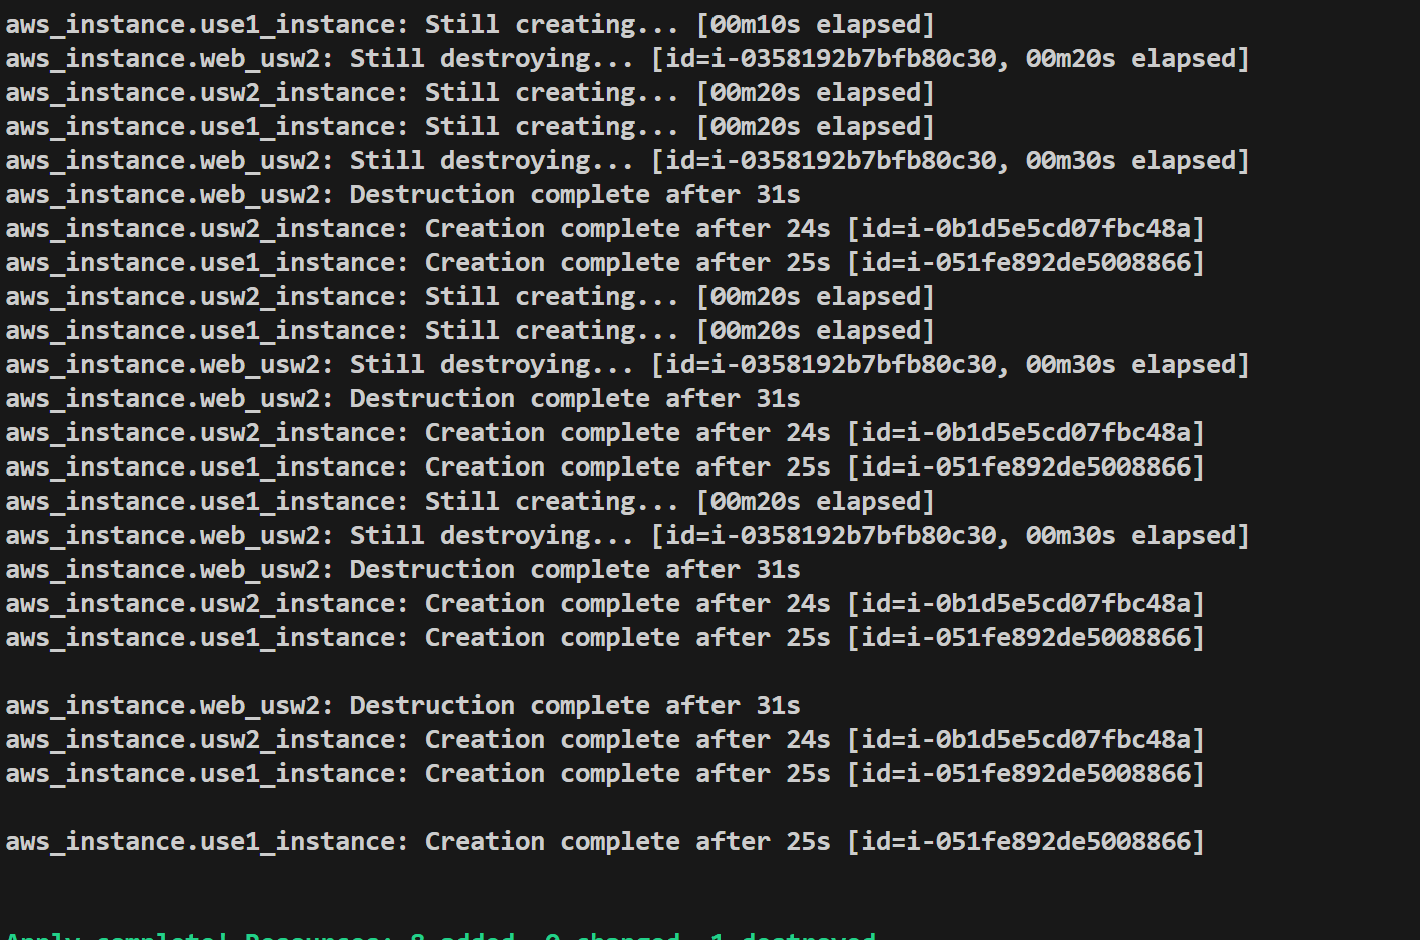 aws_instance.use1_instance: Still creating... [00m10s elapsed]
aws_instance.web_usw2: Still destroying... [id=i-0358192b7bfb80c30, 00m20s elapsed]
aws_instance.usw2_instance: Still creating... [00m20s elapsed]
aws_instance.use1_instance: Still creating... [00m20s elapsed]
aws_instance.web_usw2: Still destroying... [id=i-0358192b7bfb80c30, 00m30s elapsed]
aws_instance.web_usw2: Destruction complete after 31s
aws_instance.usw2_instance: Creation complete after 24s [id=i-0b1d5e5cd07fbc48a]
aws_instance.use1_instance: Creation complete after 25s [id=i-051fe892de5008866]
aws_instance.usw2_instance: Still creating... [00m20s elapsed]
aws_instance.use1_instance: Still creating... [00m20s elapsed]
aws_instance.web_usw2: Still destroying... [id=i-0358192b7bfb80c30, 00m30s elapsed]
aws_instance.web_usw2: Destruction complete after 31s
aws_instance.usw2_instance: Creation complete after 24s [id=i-0b1d5e5cd07fbc48a]
aws_instance.use1_instance: Creation complete after 25s [id=i-051fe892de5008866]
aws_instance.use1_instance: Still creating... [00m20s elapsed]
aws_instance.web_usw2: Still destroying... [id=i-0358192b7bfb80c30, 00m30s elapsed]
aws_instance.web_usw2: Destruction complete after 31s
aws_instance.usw2_instance: Creation complete after 24s [id=i-0b1d5e5cd07fbc48a]
aws_instance.use1_instance: Creation complete after 25s [id=i-051fe892de5008866]
aws_instance.web_usw2: Destruction complete after 31s
aws_instance.usw2_instance: Creation complete after 24s [id=i-0b1d5e5cd07fbc48a]
aws_instance.use1_instance: Creation complete after 25s [id=i-051fe892de5008866]
aws_instance.use1_instance: Creation complete after 25s [id=i-051fe892de5008866]
Apply complete! Resources: added, changed, 1 destroyed